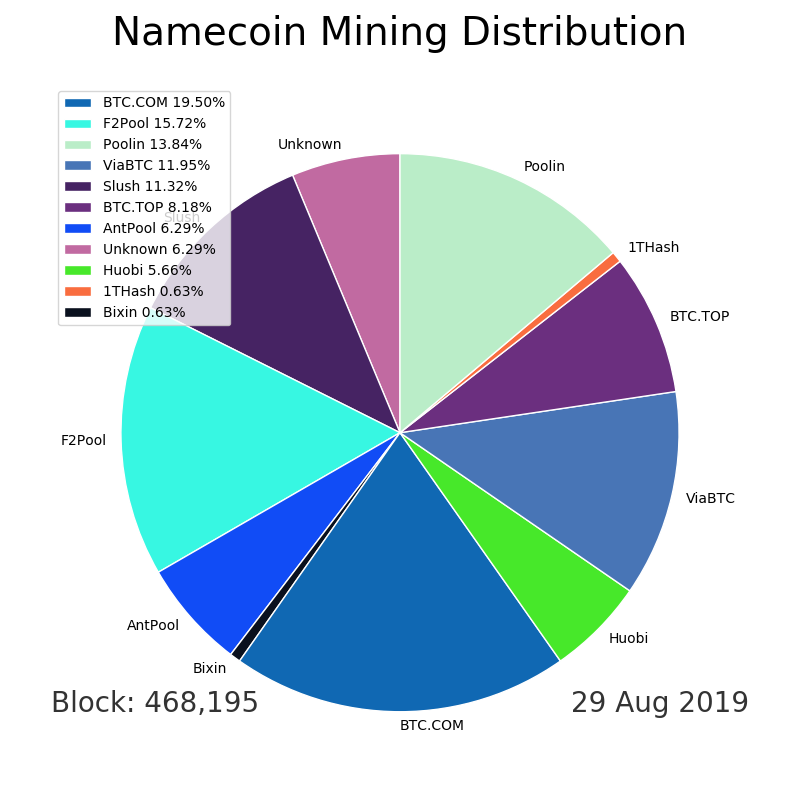 Namecoin Mining Distribution
BTC.COM 19.50%
F2Pool 15.72%
Poolin 13.84%
ViaBTC 11.95%
Slush 11.32%
BTC.TOP 8.18%
AntPool 6.29%
Unknown 6.29%
Huobi 5.66%
1THash 0.63%
Bixin 0.63%
Unknown
Poolin
Slush
1THash
BTC.TOP
F2Pool
ViaBTC
AntPool
Huobi
Bixin
BTC.COM
Block: 468,195
29 Aug 2019